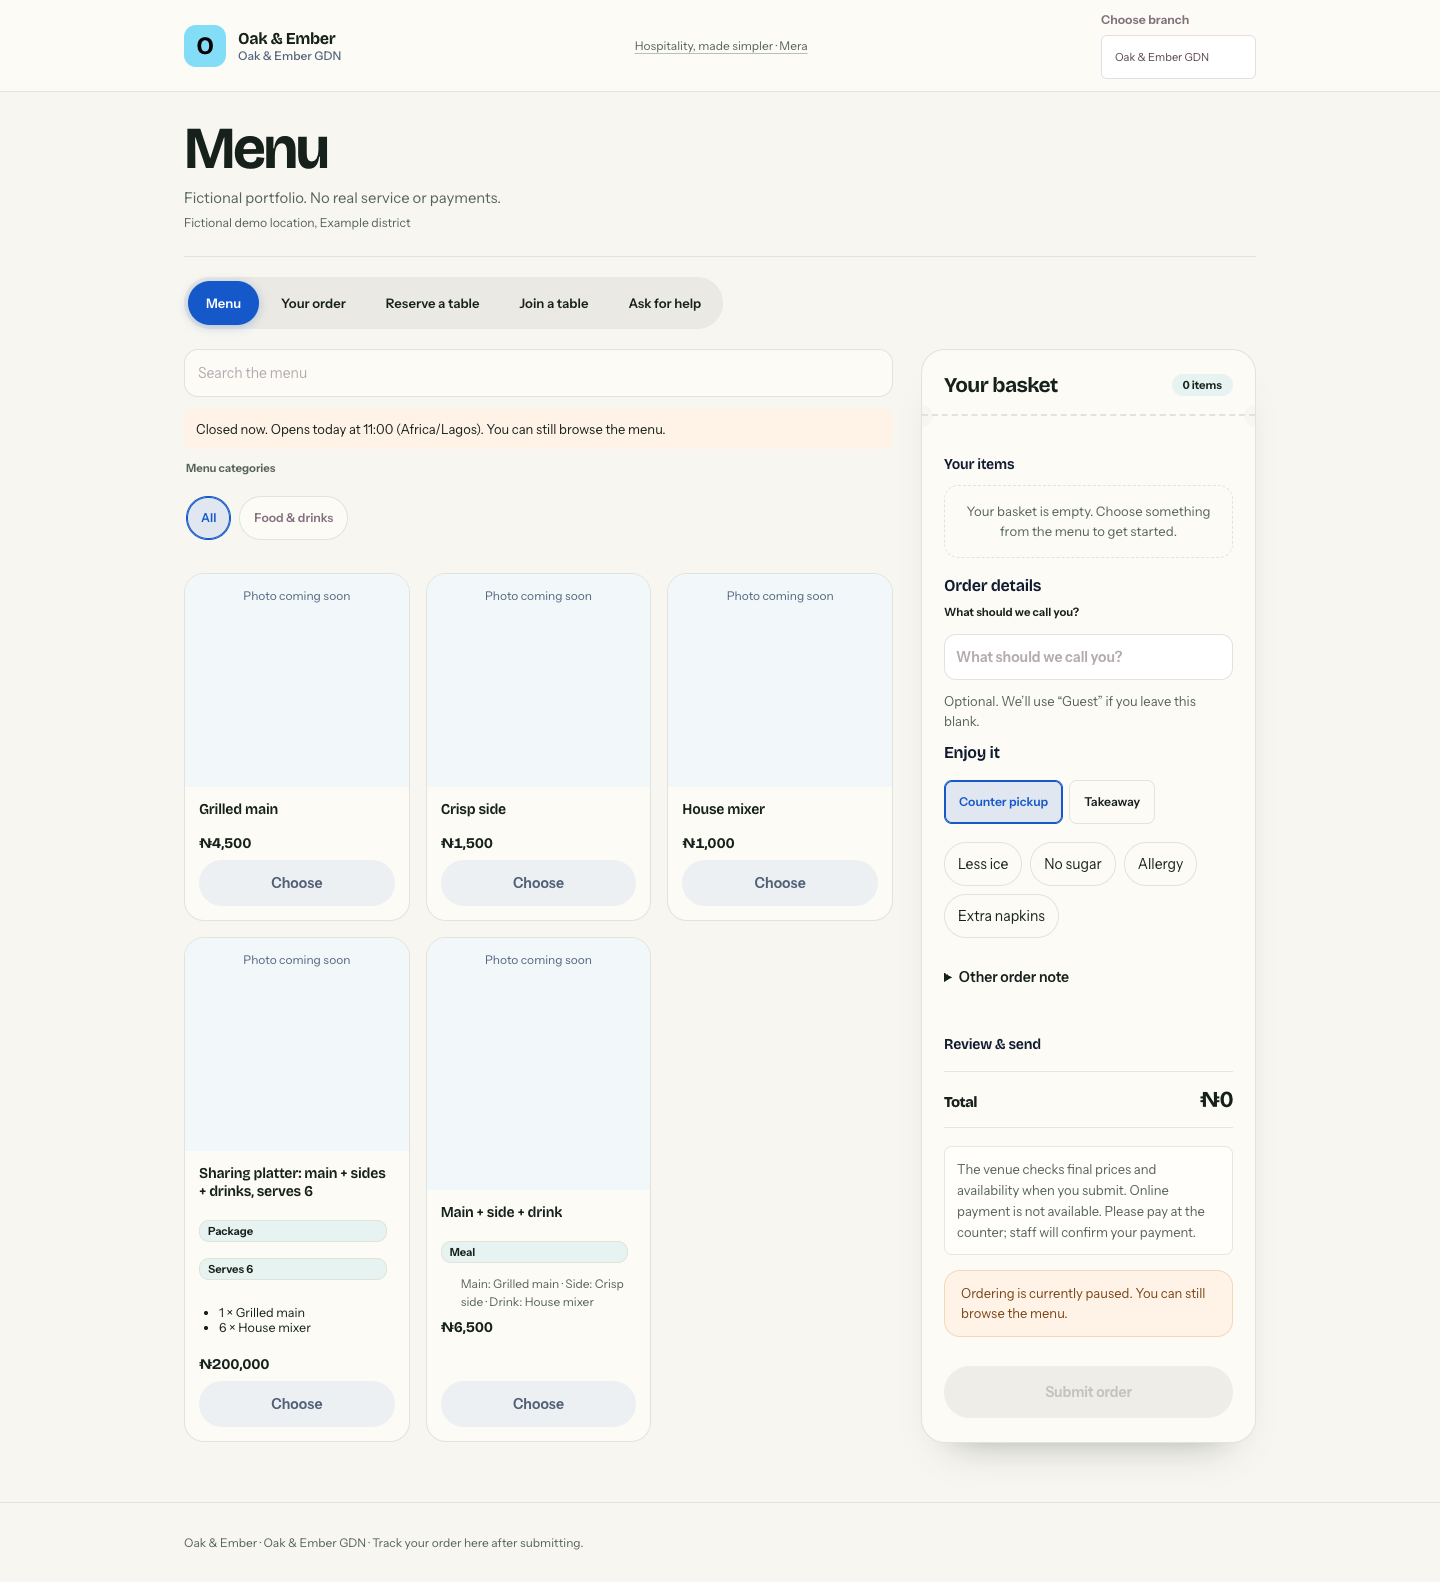 O
Oak & Ember
Oak & Ember GDN
Hospitality, made simpler · Mera
Choose branch
Oak & Ember GDN
Menu
Fictional portfolio. No real service or payments.
Fictional demo location, Example district
Menu
Your order
Reserve a table
Join a table
Ask for help
Search the menu
Closed now. Opens today at 11:00 (Africa/Lagos). You can still browse the menu.
Menu categories
All
Food & drinks
Photo coming soon
Grilled main
₦4,500
Choose
Photo coming soon
Crisp side
₦1,500
Choose
Photo coming soon
House mixer
₦1,000
Choose
Photo coming soon
Sharing platter: main + sides
+ drinks, serves 6
Package
Serves 6
• 1 × Grilled main
• 6 × House mixer
₦200,000
Choose
Photo coming soon
Main + side + drink
Meal
Main: Grilled main · Side: Crisp
side · Drink: House mixer
₦6,500
Choose
Your basket
0 items
Your items
Your basket is empty. Choose something
from the menu to get started.
Order details
What should we call you?
What should we call you?
Optional. We’ll use “Guest” if you leave this
blank.
Enjoy it
Counter pickup
Takeaway
Less ice
No sugar
Allergy
Extra napkins
Other order note
Review & send
Total
₦0
The venue checks final prices and
availability when you submit. Online
payment is not available. Please pay at the
counter; staff will confirm your payment.
Ordering is currently paused. You can still
browse the menu.
Submit order
Oak & Ember · Oak & Ember GDN · Track your order here after submitting.